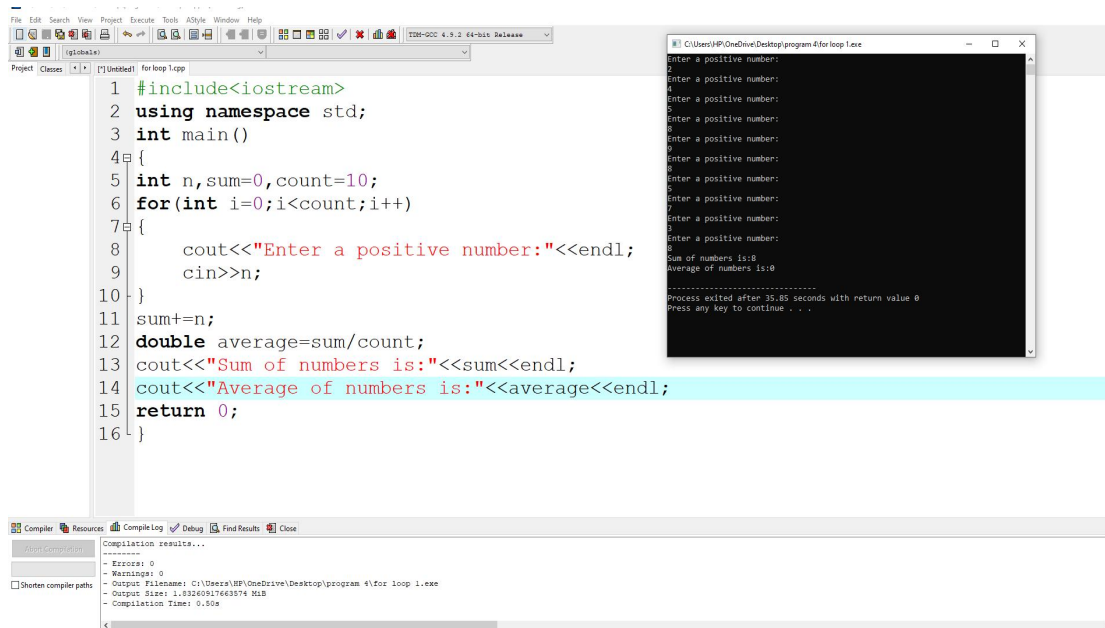 File Edit Search View Project Execute Tools AStyle Window Help
TDM-GCC 4.9.2 64-bit Release
(globals)
Project Classes [*] Untitled1 for loop 1.cpp
1 #include<iostream>
2 using namespace std;
3 int main()
4 {
5 int n,sum=0,count=10;
6 for(int i=0;i<count;i++)
7 {
8 cout<<"Enter a positive number:"<<endl;
9 cin>>n;
10 }
11 sum+=n;
12 double average=sum/count;
13 cout<<"Sum of numbers is:"<<sum<<endl;
14 cout<<"Average of numbers is:"<<average<<endl;
15 return 0;
16 }
C:\Users\HP\OneDrive\Desktop\program 4\for loop 1.exe
Enter a positive number:
2
Enter a positive number:
4
Enter a positive number:
5
Enter a positive number:
8
Enter a positive number:
9
Enter a positive number:
8
Enter a positive number:
5
Enter a positive number:
7
Enter a positive number:
3
Enter a positive number:
8
Sum of numbers is:8
Average of numbers is:0
--------------------------------
Process exited after 35.85 seconds with return value 0
Press any key to continue . . .
Compiler Resources Compile Log Debug Find Results Close
Abort Compilation
Shorten compiler paths
Compilation results...
--------
- Errors: 0
- Warnings: 0
- Output Filename: C:\Users\HP\OneDrive\Desktop\program 4\for loop 1.exe
- Output Size: 1.83260917663574 MiB
- Compilation Time: 0.50s